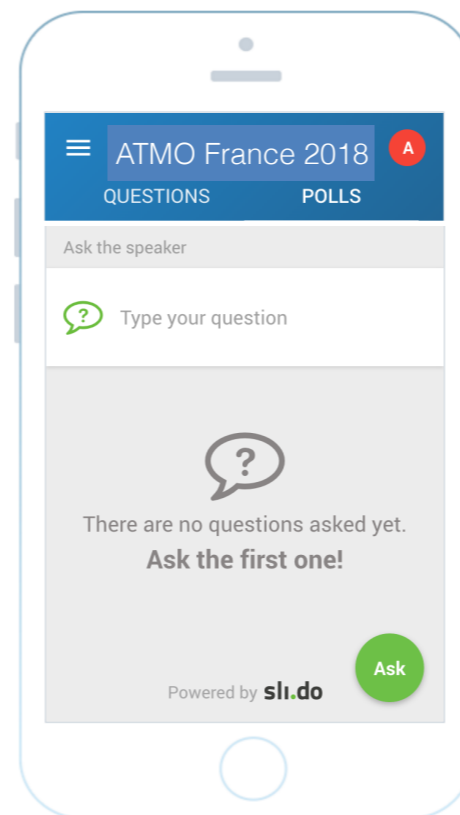 ATMO France 2018
A
QUESTIONS POLLS
Ask the speaker
?
Type your question
?
There are no questions asked yet.
Ask the first one!
Ask
Powered by sli.do